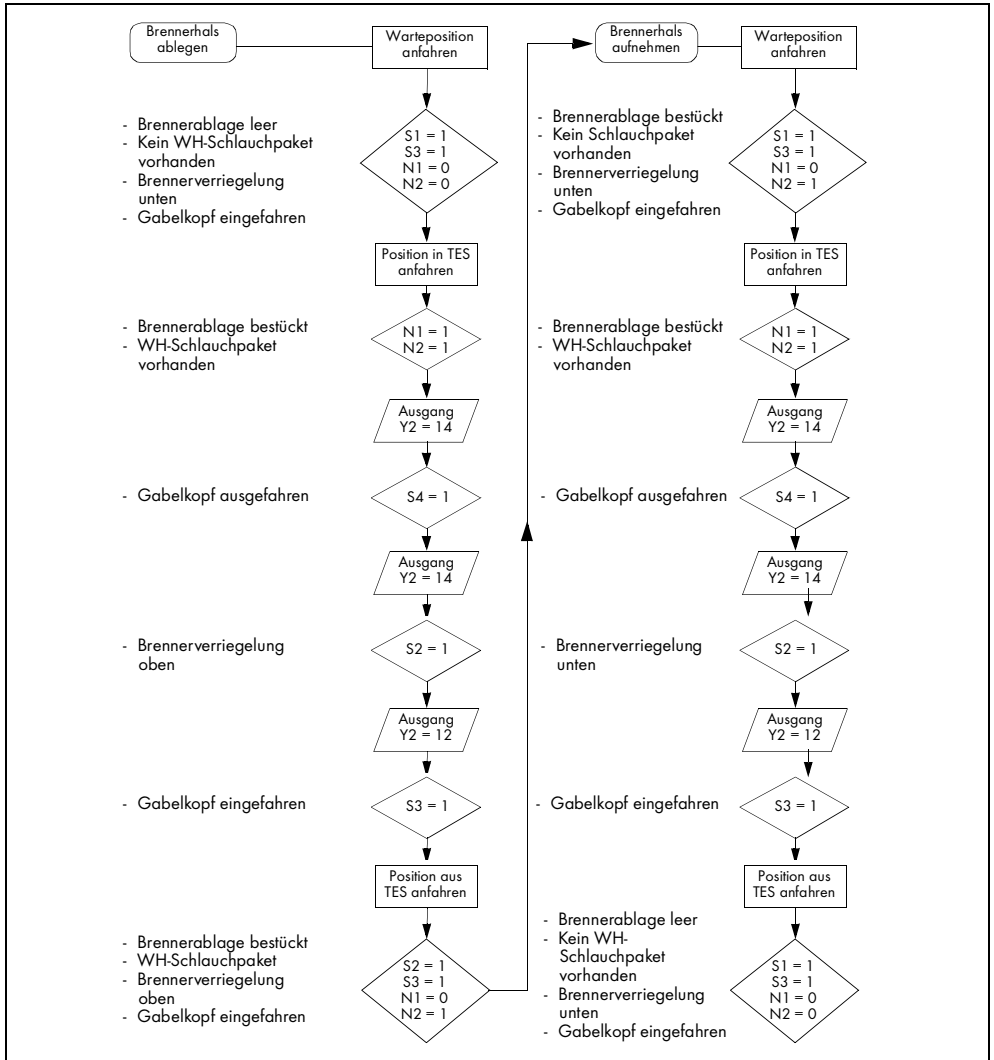 Brennerhals
ablegen
Warteposition
anfahren
- Brennerablage leer
- Kein WH-Schlauchpaket
vorhanden
- Brennerverriegelung
unten
- Gabelkopf eingefahren
S1 = 1
S3 = 1
N1 = 0
N2 = 0
Position in TES
anfahren
- Brennerablage bestückt
- WH-Schlauchpaket
vorhanden
N1 = 1
N2 = 1
Ausgang
Y2 = 14
- Gabelkopf ausgefahren
S4 = 1
Ausgang
Y2 = 14
- Brennerverriegelung
oben
S2 = 1
Ausgang
Y2 = 12
- Gabelkopf eingefahren
S3 = 1
Position aus
TES anfahren
- Brennerablage bestückt
- WH-Schlauchpaket
- Brennerverriegelung
oben
- Gabelkopf eingefahren
S2 = 1
S3 = 1
N1 = 0
N2 = 1
Brennerhals
aufnehmen
Warteposition
anfahren
- Brennerablage bestückt
- Kein Schlauchpaket
vorhanden
- Brennerverriegelung
unten
- Gabelkopf eingefahren
S1 = 1
S3 = 1
N1 = 0
N2 = 1
Position in TES
anfahren
- Brennerablage bestückt
- WH-Schlauchpaket
vorhanden
N1 = 1
N2 = 1
Ausgang
Y2 = 14
- Gabelkopf ausgefahren
S4 = 1
Ausgang
Y2 = 14
- Brennerverriegelung
unten
S2 = 1
Ausgang
Y2 = 12
- Gabelkopf eingefahren
S3 = 1
Position aus
TES anfahren
- Brennerablage leer
- Kein WH-
Schlauchpaket
vorhanden
- Brennerverriegelung
unten
- Gabelkopf eingefahren
S1 = 1
S3 = 1
N1 = 0
N2 = 0